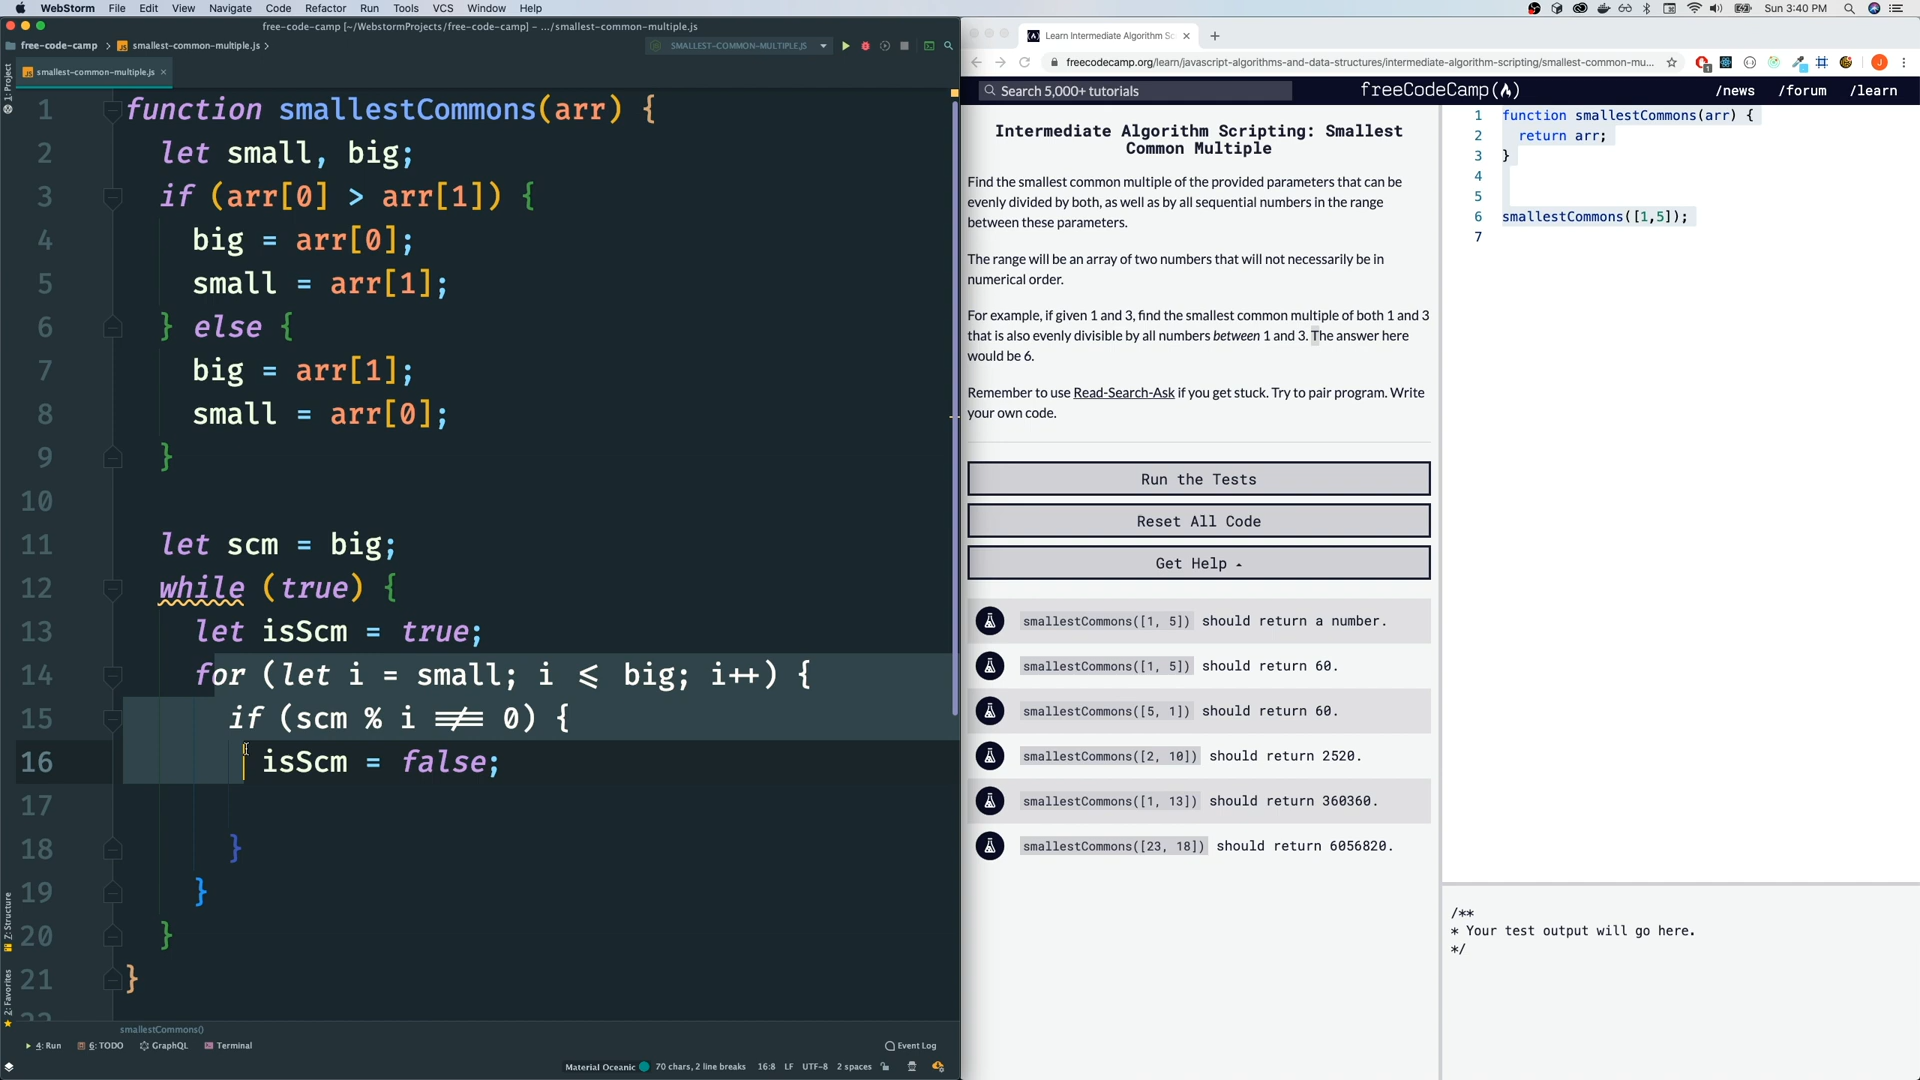 WebStorm File Edit View Navigate Code Refactor Run Tools VCS Window Help
Sun 3:40 PM
free-code-camp [~/WebstormProjects/free-code-camp] – .../smallest-common-multiple.js
free-code-camp smallest-common-multiple.js
SMALLEST-COMMON-MULTIPLE.JS
smallest-common-multiple.js
1: Project
Z: Structure
2: Favorites
1 function smallestCommons(arr) {
2 let small, big;
3 if (arr[0] > arr[1]) {
4 big = arr[0];
5 small = arr[1];
6 } else {
7 big = arr[1];
8 small = arr[0];
9 }
10
11 let scm = big;
12 while (true) {
13 let isScm = true;
14 for (let i = small; i <= big; i++) {
15 if (scm % i !== 0) {
16 isScm = false;
17
18 }
19 }
20 }
21 }
22
smallestCommons()
4: Run 6: TODO GraphQL Terminal
Event Log
Material Oceanic 70 chars, 2 line breaks 16:8 LF UTF-8 2 spaces
Learn Intermediate Algorithm Sc
freecodecamp.org/learn/javascript-algorithms-and-data-structures/intermediate-algorithm-scripting/smallest-common-mu...
J
Search 5,000+ tutorials
freeCodeCamp
/news /forum /learn
Intermediate Algorithm Scripting: Smallest
Common Multiple
Find the smallest common multiple of the provided parameters that can be
evenly divided by both, as well as by all sequential numbers in the range
between these parameters.
The range will be an array of two numbers that will not necessarily be in
numerical order.
For example, if given 1 and 3, find the smallest common multiple of both 1 and 3
that is also evenly divisible by all numbers between 1 and 3. The answer here
would be 6.
Remember to use Read-Search-Ask if you get stuck. Try to pair program. Write
your own code.
Run the Tests
Reset All Code
Get Help
smallestCommons([1, 5]) should return a number.
smallestCommons([1, 5]) should return 60.
smallestCommons([5, 1]) should return 60.
smallestCommons([2, 10]) should return 2520.
smallestCommons([1, 13]) should return 360360.
smallestCommons([23, 18]) should return 6056820.
1 function smallestCommons(arr) {
2 return arr;
3 }
4
5
6 smallestCommons([1,5]);
7
/**
* Your test output will go here.
*/